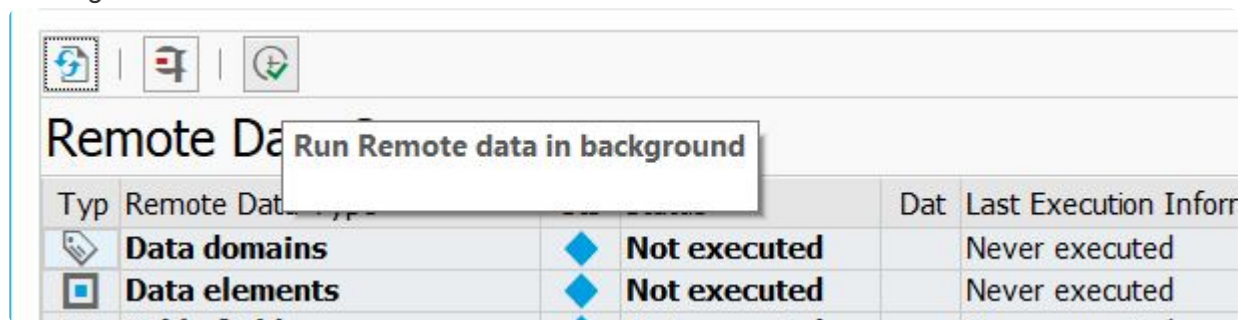 Remote Da
Run Remote data in background
Typ Remote Dat Dat Last Execution Inforr
Data domains Not executed Never executed
Data elements Not executed Never executed